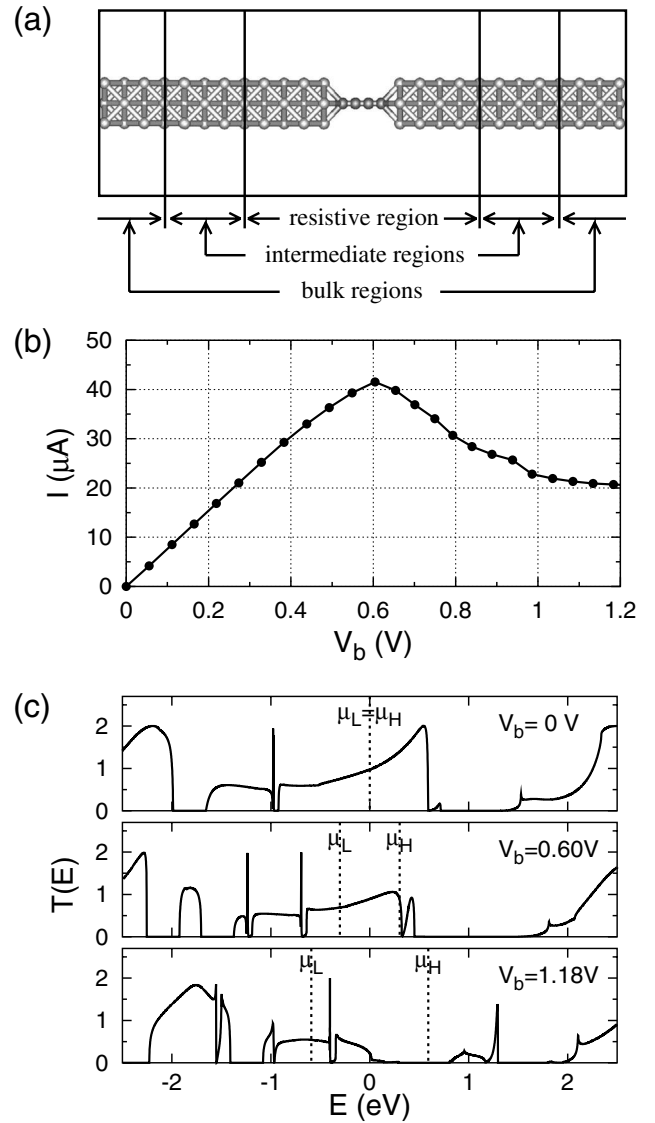 (a)
resistive region
intermediate regions
bulk regions
(b)
50
40
30
20
10
0
I (μA)
0 0.2 0.4 0.6 0.8 1 1.2
V_b (V)
(c)
μ_L=μ_H V_b= 0 V
2
1
0
μ_L μ_H V_b=0.60V
2
1
0
μ_L μ_H V_b=1.18V
2
1
0
T(E)
-2 -1 0 1 2
E (eV)